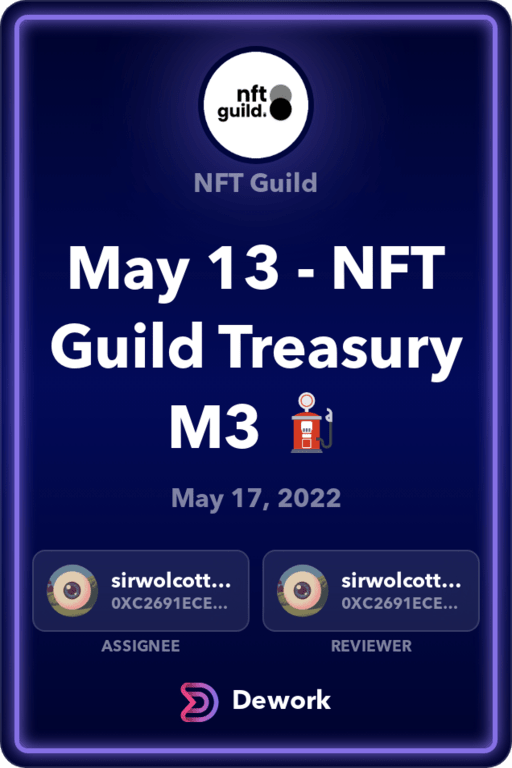 nft
guild.
NFT Guild
May 13 - NFT
Guild Treasury
M3 ⛽
May 17, 2022
sirwolcott...
0XC2691ECE...
ASSIGNEE
sirwolcott...
0XC2691ECE...
REVIEWER
Dework